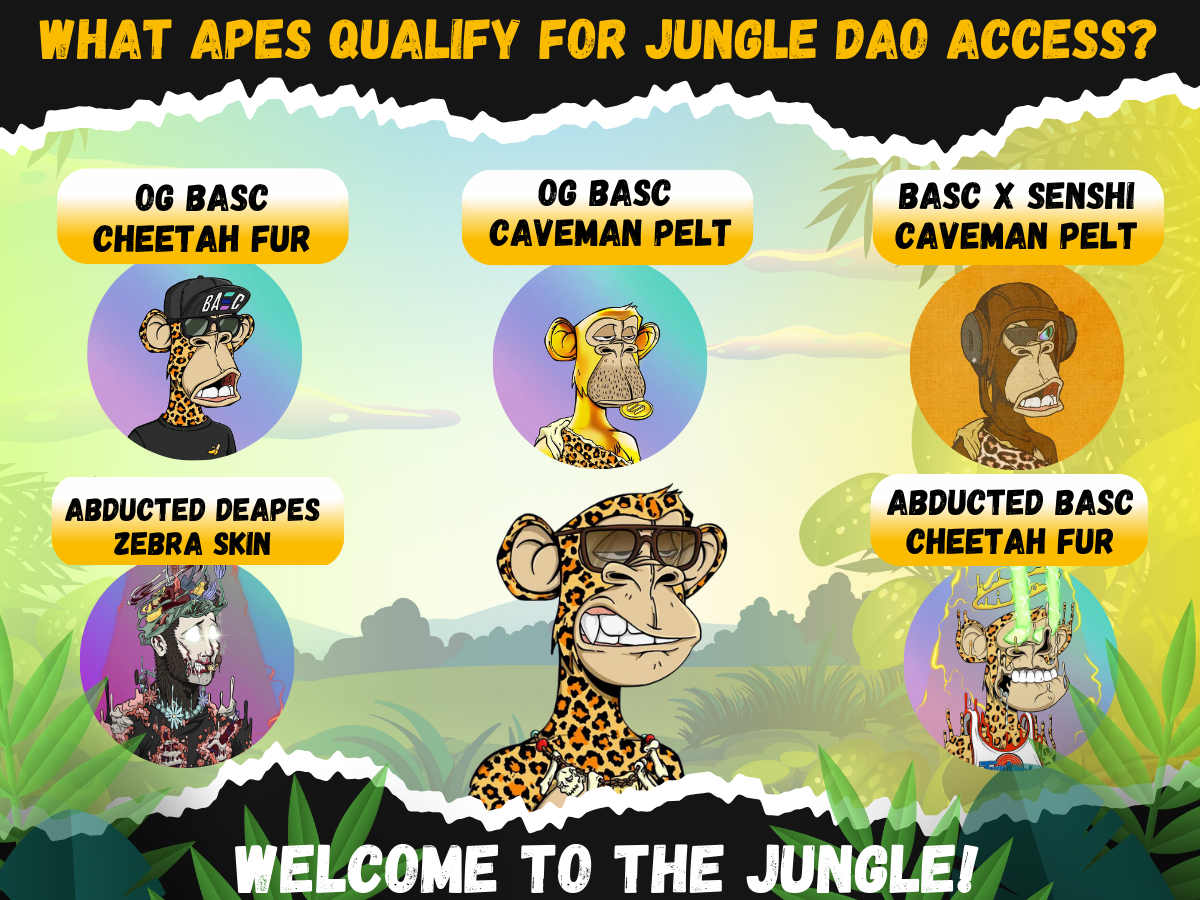 WHAT APES QUALIFY FOR JUNGLE DAO ACCESS?
OG BASC
CHEETAH FUR
OG BASC
CAVEMAN PELT
BASC X SENSHI
CAVEMAN PELT
BASC
ABDUCTED DEAPES
ZEBRA SKIN
ABDUCTED BASC
CHEETAH FUR
WELCOME TO THE JUNGLE!